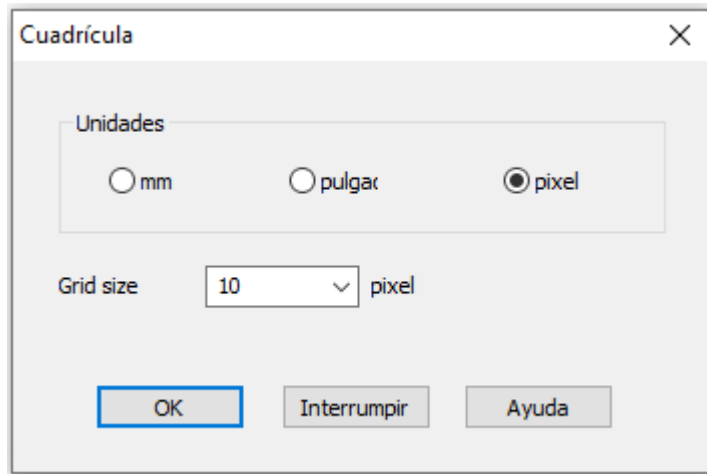 Cuadrícula
Unidades
mm pulgac pixel
Grid size 10 pixel
OK Interrumpir Ayuda